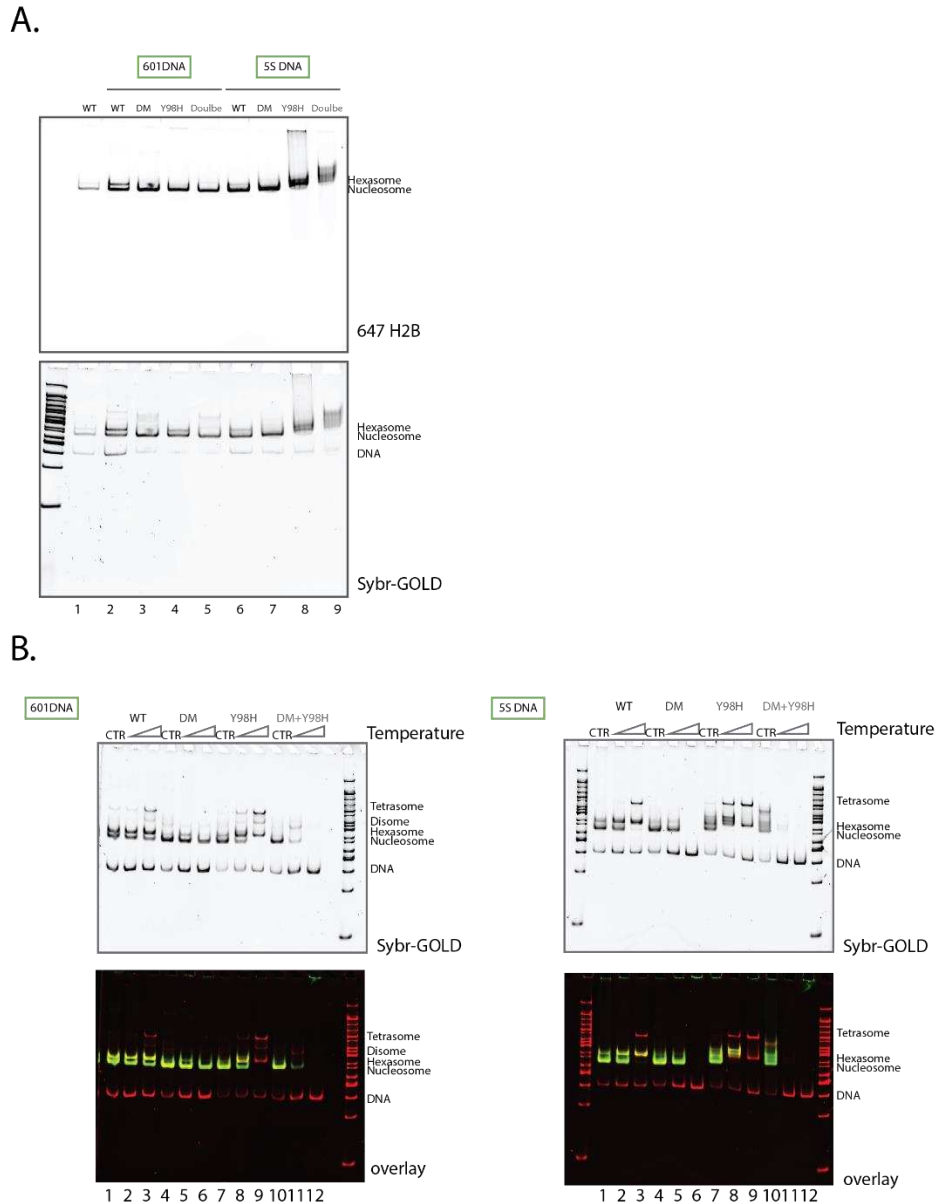 A.
601DNA 5S DNA
WT WT DM Y98H Doulbe WT DM Y98H Doulbe
Hexasome
Nucleosome
647 H2B
Hexasome
Nucleosome
DNA
Sybr-GOLD
1 2 3 4 5 6 7 8 9
B.
601DNA
WT DM Y98H DM+Y98H
CTR CTR CTR CTR Temperature
Tetrasome
Disome
Hexasome
Nucleosome
DNA
Sybr-GOLD
Tetrasome
Disome
Hexasome
Nucleosome
DNA
overlay
1 2 3 4 5 6 7 8 9 10 11 12
5S DNA
WT DM Y98H DM+Y98H
CTR CTR CTR CTR Temperature
Tetrasome
Hexasome
Nucleosome
DNA
Sybr-GOLD
Tetrasome
Hexasome
Nucleosome
DNA
overlay
1 2 3 4 5 6 7 8 9 10 11 12